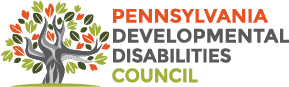 PENNSYLVANIA
DEVELOPMENTAL
DISABILITIES
COUNCIL